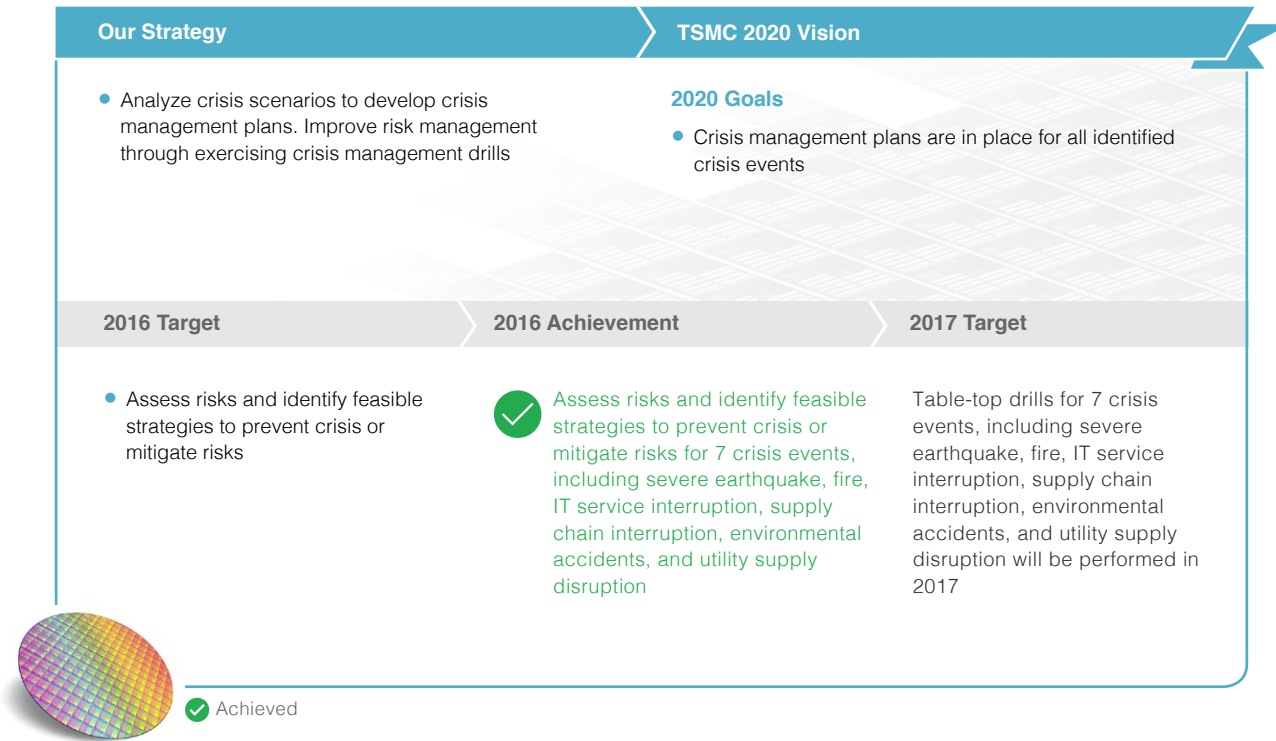 Our Strategy
TSMC 2020 Vision
● Analyze crisis scenarios to develop crisis
management plans. Improve risk management
through exercising crisis management drills
2020 Goals
● Crisis management plans are in place for all identified
crisis events
2016 Target
2016 Achievement
2017 Target
● Assess risks and identify feasible
strategies to prevent crisis or
mitigate risks
Assess risks and identify feasible
strategies to prevent crisis or
mitigate risks for 7 crisis events,
including severe earthquake, fire,
IT service interruption, supply
chain interruption, environmental
accidents, and utility supply
disruption
Table-top drills for 7 crisis
events, including severe
earthquake, fire, IT service
interruption, supply chain
interruption, environmental
accidents, and utility supply
disruption will be performed in
2017
Achieved